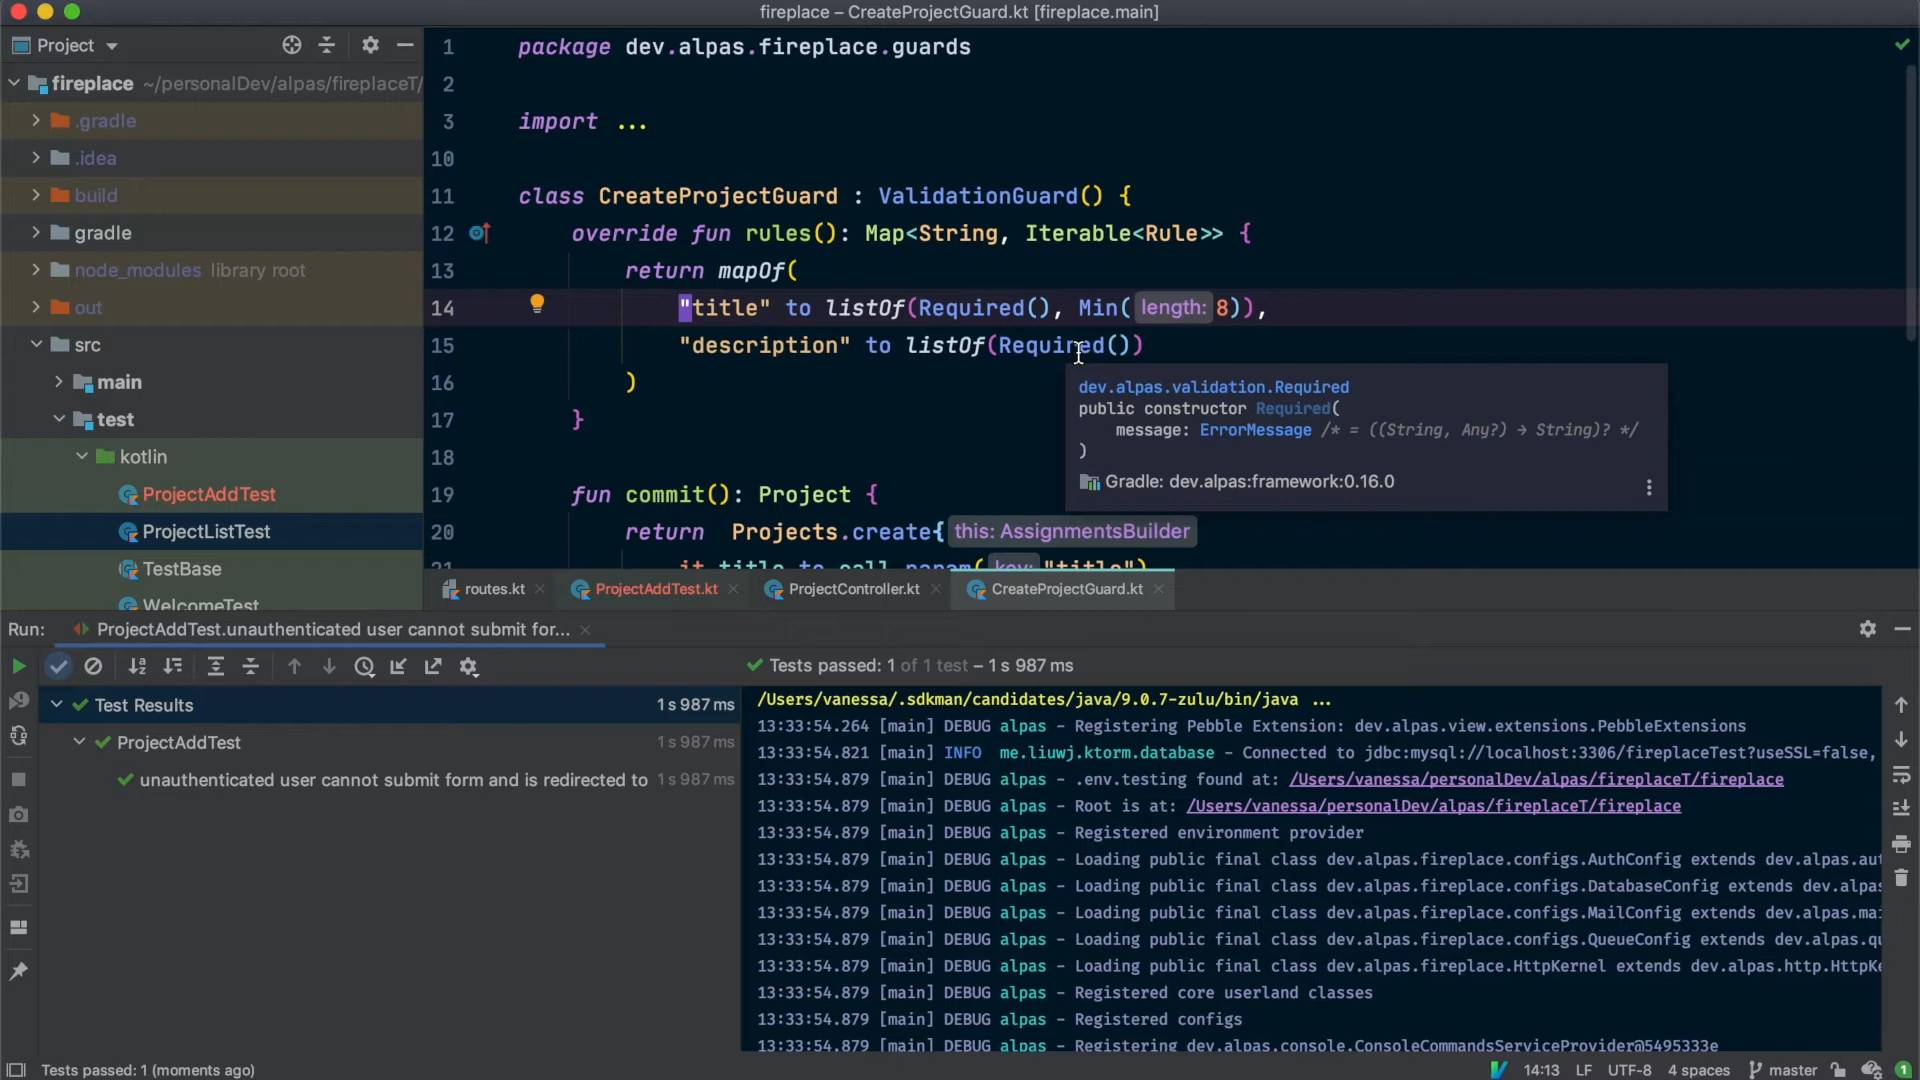 fireplace – CreateProjectGuard.kt [fireplace.main]
Project
fireplace ~/personalDev/alpas/fireplaceT/
.gradle
.idea
build
gradle
node_modules library root
out
src
main
test
kotlin
ProjectAddTest
ProjectListTest
TestBase
WelcomeTest
1 package dev.alpas.fireplace.guards
2
3 import ...
10
11 class CreateProjectGuard : ValidationGuard() {
12 override fun rules(): Map<String, Iterable<Rule>> {
13 return mapOf(
14 "title" to listOf(Required(), Min( length: 8)),
15 "description" to listOf(Required())
16 )
17 }
18
19 fun commit(): Project {
20 return Projects.create{ this: AssignmentsBuilder
21 it.title to call.param( key: "title")
dev.alpas.validation.Required
public constructor Required(
message: ErrorMessage /* = ((String, Any?) → String)? */
)
Gradle: dev.alpas:framework:0.16.0
routes.kt
ProjectAddTest.kt
ProjectController.kt
CreateProjectGuard.kt
Run: ProjectAddTest.unauthenticated user cannot submit for...
Tests passed: 1 of 1 test – 1 s 987 ms
Test Results 1 s 987 ms
ProjectAddTest 1 s 987 ms
unauthenticated user cannot submit form and is redirected to 1 s 987 ms
/Users/vanessa/.sdkman/candidates/java/9.0.7-zulu/bin/java ...
13:33:54.264 [main] DEBUG alpas - Registering Pebble Extension: dev.alpas.view.extensions.PebbleExtensions
13:33:54.821 [main] INFO me.liuwj.ktorm.database - Connected to jdbc:mysql://localhost:3306/fireplaceTest?useSSL=false,
13:33:54.879 [main] DEBUG alpas - .env.testing found at: /Users/vanessa/personalDev/alpas/fireplaceT/fireplace
13:33:54.879 [main] DEBUG alpas - Root is at: /Users/vanessa/personalDev/alpas/fireplaceT/fireplace
13:33:54.879 [main] DEBUG alpas - Registered environment provider
13:33:54.879 [main] DEBUG alpas - Loading public final class dev.alpas.fireplace.configs.AuthConfig extends dev.alpas.aut
13:33:54.879 [main] DEBUG alpas - Loading public final class dev.alpas.fireplace.configs.DatabaseConfig extends dev.alpas
13:33:54.879 [main] DEBUG alpas - Loading public final class dev.alpas.fireplace.configs.MailConfig extends dev.alpas.mai
13:33:54.879 [main] DEBUG alpas - Loading public final class dev.alpas.fireplace.configs.QueueConfig extends dev.alpas.qu
13:33:54.879 [main] DEBUG alpas - Loading public final class dev.alpas.fireplace.HttpKernel extends dev.alpas.http.HttpKe
13:33:54.879 [main] DEBUG alpas - Registered core userland classes
13:33:54.879 [main] DEBUG alpas - Registered configs
13:33:54.879 [main] DEBUG alpas - Registering dev.alpas.console.ConsoleCommandsServiceProvider@5495333e
Tests passed: 1 (moments ago)
14:13 LF UTF-8 4 spaces master 1